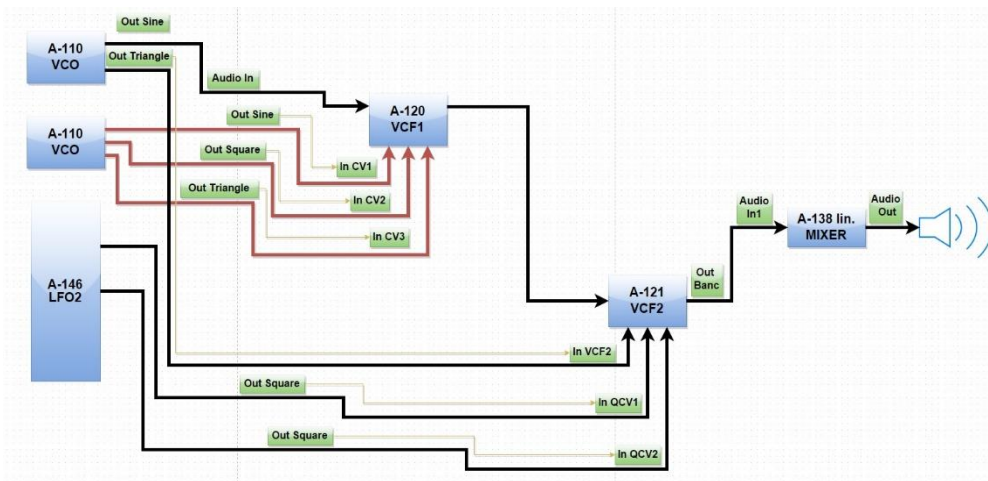 Out Sine
A-110
VCO
Out Triangle
Audio In
A-120
VCF1
Out Sine
A-110
VCO
Out Square
In CV1
Out Triangle
In CV2
In CV3
Audio
In1
A-138 lin.
MIXER
Audio
Out
A-146
LFO2
Out
Banc
A-121
VCF2
In VCF2
Out Square
In QCV1
Out Square
In QCV2